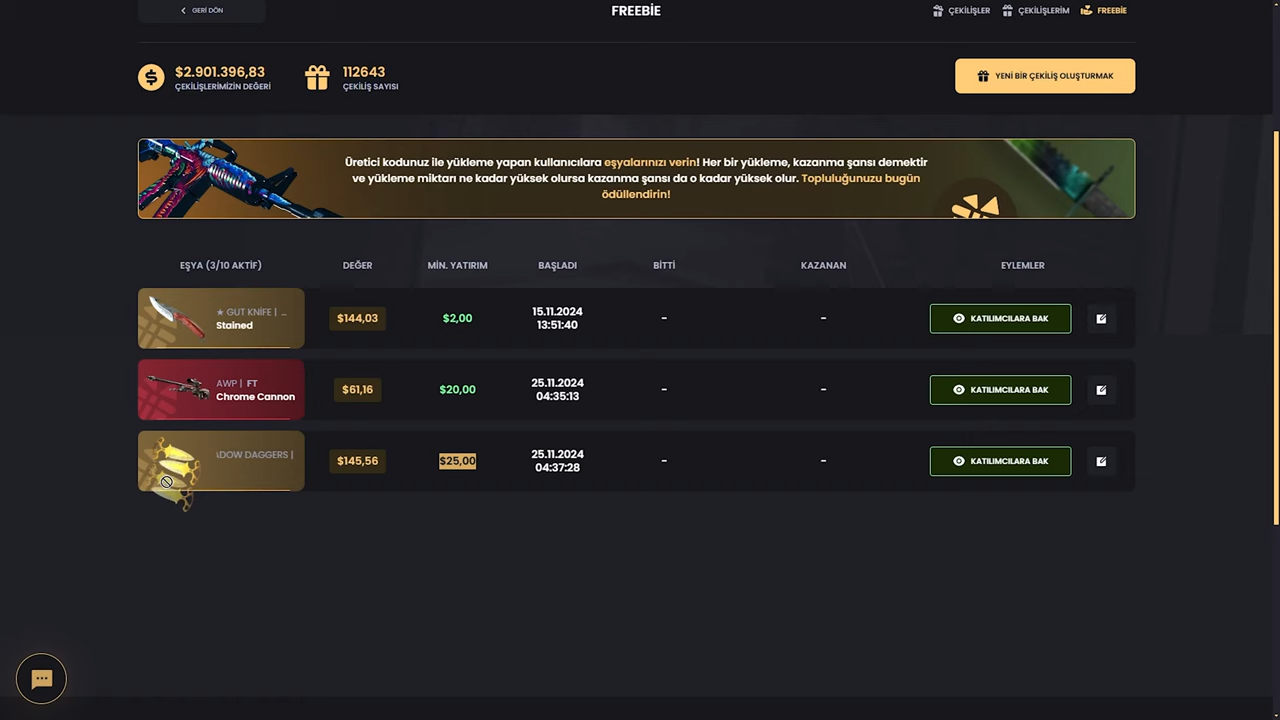 GERİ DÖN
FREEBİE
ÇEKİLİŞLER
ÇEKİLİŞLERİM
FREEBİE
$2.901.396,83
ÇEKİLİŞLERİMİZİN DEĞERİ
112643
ÇEKİLİŞ SAYISI
YENİ BİR ÇEKİLİŞ OLUŞTURMAK
Üretici kodunuz ile yükleme yapan kullanıcılara eşyalarınızı verin! Her bir yükleme, kazanma şansı demektir
ve yükleme miktarı ne kadar yüksek olursa kazanma şansı da o kadar yüksek olur. Topluluğunuzu bugün
ödüllendirin!
EŞYA (3/10 AKTİF)
DEĞER
MİN. YATIRIM
BAŞLADI
BİTTİ
KAZANAN
EYLEMLER
★ GUT KNİFE | ...
Stained
$144,03
$2,00
15.11.2024
13:51:40
-
-
KATILIMCILARA BAK
AWP | FT
Chrome Cannon
$61,16
$20,00
25.11.2024
04:35:13
-
-
KATILIMCILARA BAK
DOW DAGGERS |
$145,56
$25,00
25.11.2024
04:37:28
-
-
KATILIMCILARA BAK